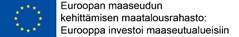 Euroopan maaseudun
kehittämisen maatalousrahasto:
Eurooppa investoi maaseutualueisiin